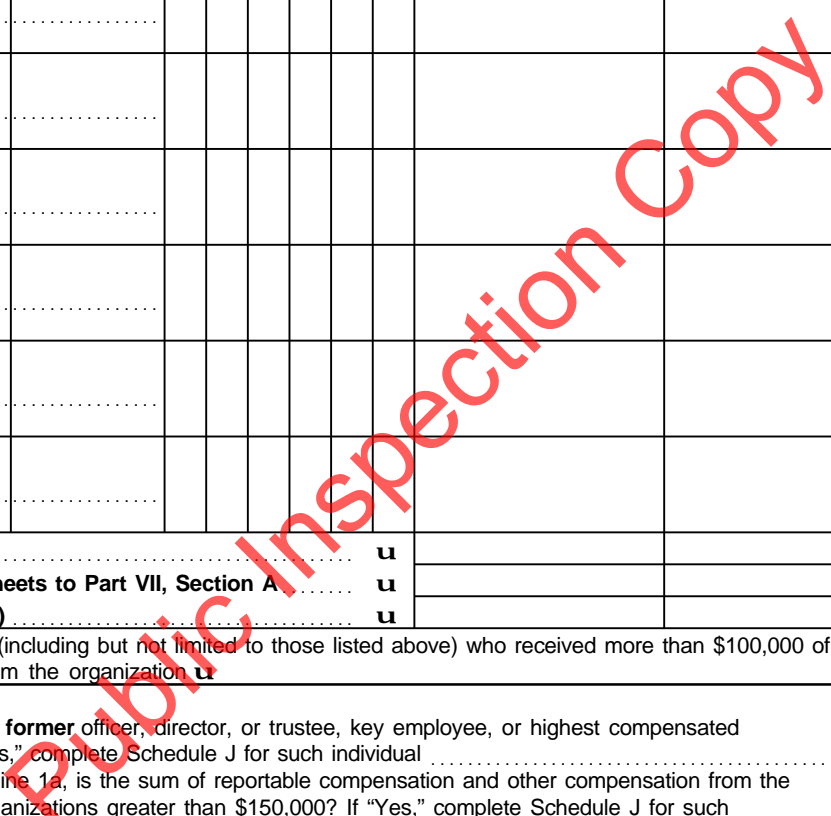 u
heets to Part VII, Section A u
) u
(including but not limited to those listed above) who received more than $100,000 of
m the organization u
former officer, director, or trustee, key employee, or highest compensated
s,” complete Schedule J for such individual
ine 1a, is the sum of reportable compensation and other compensation from the
anizations greater than $150,000? If “Yes,” complete Schedule J for such
Public Inspection Copy